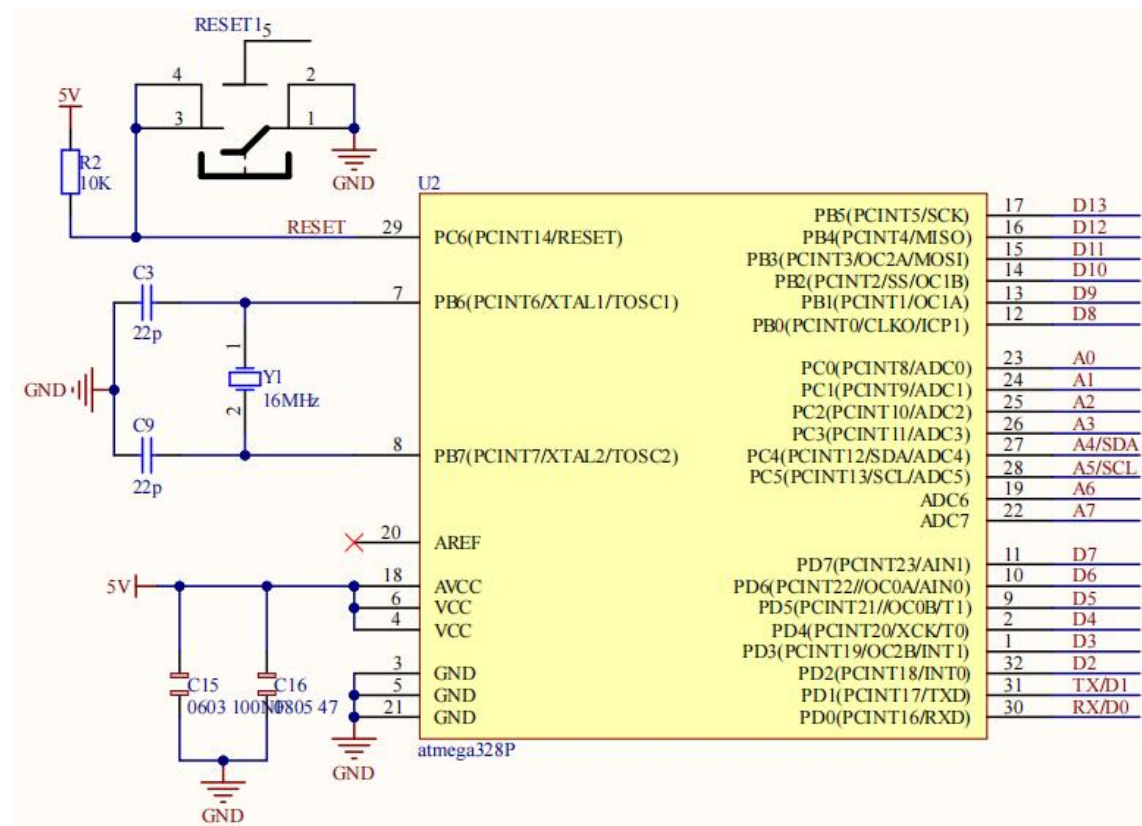 RESET1
5
4
2
3
1
5V
R2
10K
GND
RESET
29
C3
22p
7
1
Y1
16MHz
2
GND
C9
22p
8
20
5V
18
6
4
3
5
21
C15
0603 100NF
C16
0805 47
GND
GND
U2
PC6(PCINT14/RESET)
PB6(PCINT6/XTAL1/TOSC1)
PB7(PCINT7/XTAL2/TOSC2)
AREF
AVCC
VCC
VCC
GND
GND
GND
atmega328P
PB5(PCINT5/SCK) 17 D13
PB4(PCINT4/MISO) 16 D12
PB3(PCINT3/OC2A/MOSI) 15 D11
PB2(PCINT2/SS/OC1B) 14 D10
PB1(PCINT1/OC1A) 13 D9
PB0(PCINT0/CLKO/ICP1) 12 D8
PC0(PCINT8/ADC0) 23 A0
PC1(PCINT9/ADC1) 24 A1
PC2(PCINT10/ADC2) 25 A2
PC3(PCINT11/ADC3) 26 A3
PC4(PCINT12/SDA/ADC4) 27 A4/SDA
PC5(PCINT13/SCL/ADC5) 28 A5/SCL
ADC6 19 A6
ADC7 22 A7
PD7(PCINT23/AIN1) 11 D7
PD6(PCINT22//OC0A/AIN0) 10 D6
PD5(PCINT21//OC0B/T1) 9 D5
PD4(PCINT20/XCK/T0) 2 D4
PD3(PCINT19/OC2B/INT1) 1 D3
PD2(PCINT18/INT0) 32 D2
PD1(PCINT17/TXD) 31 TX/D1
PD0(PCINT16/RXD) 30 RX/D0